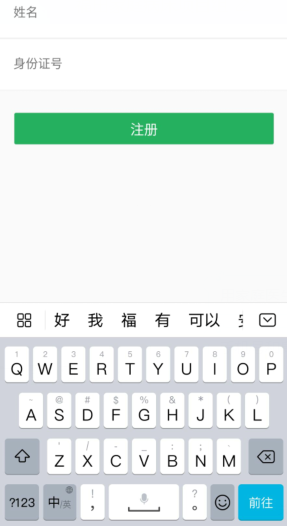 姓名
身份证号
注册
好 我 福 有 可以
1 2 3 4 5 6 7 8 9 0
Q W E R T Y U I O P
~ @ # $ % & * ( )
A S D F G H J K L
' / - _ : ; ·
Z X C V B N M
?123 中/英 ! , ? 。 前往